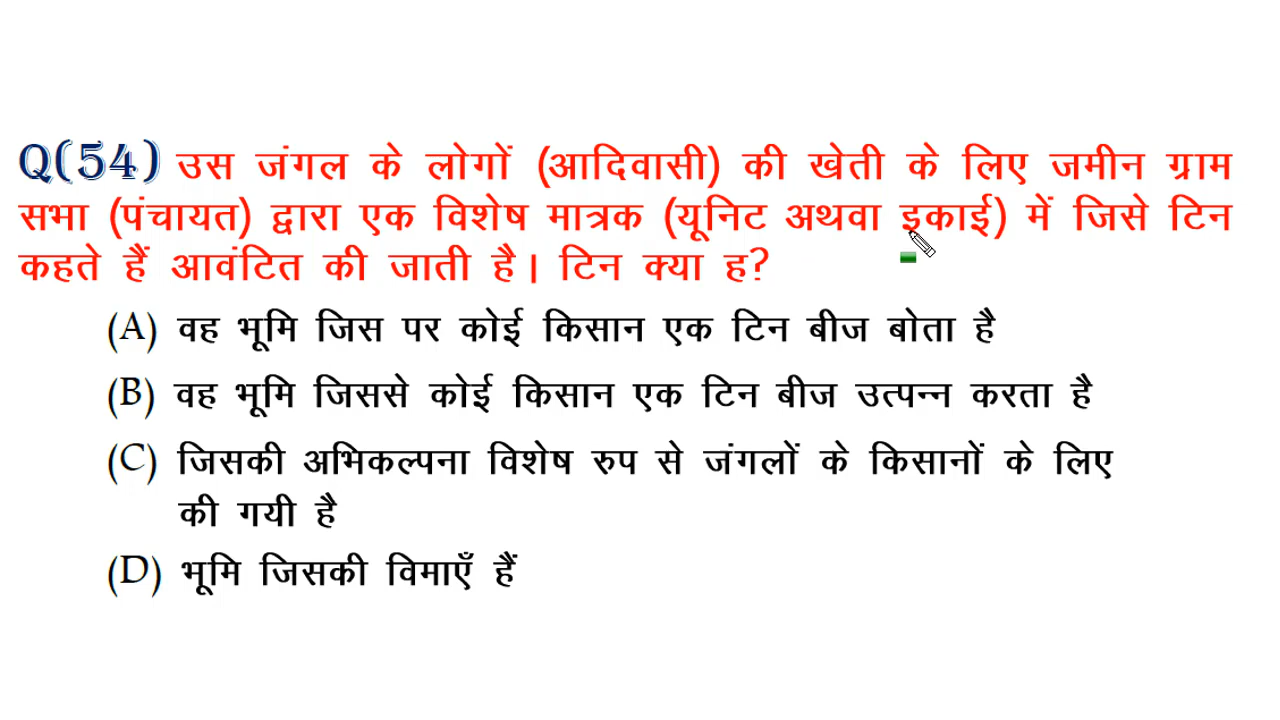 Q(54) उस जंगल के लोगों (आदिवासी) की खेती के लिए जमीन ग्राम
सभा (पंचायत) द्वारा एक विशेष मात्रक (यूनिट अथवा इकाई) में जिसे टिन
कहते हैं आवंटित की जाती है। टिन क्या ह?
(A) वह भूमि जिस पर कोई किसान एक टिन बीज बोता है
(B) वह भूमि जिससे कोई किसान एक टिन बीज उत्पन्न करता है
(C) जिसकी अभिकल्पना विशेष रुप से जंगलों के किसानों के लिए
की गयी है
(D) भूमि जिसकी विमाएँ हैं